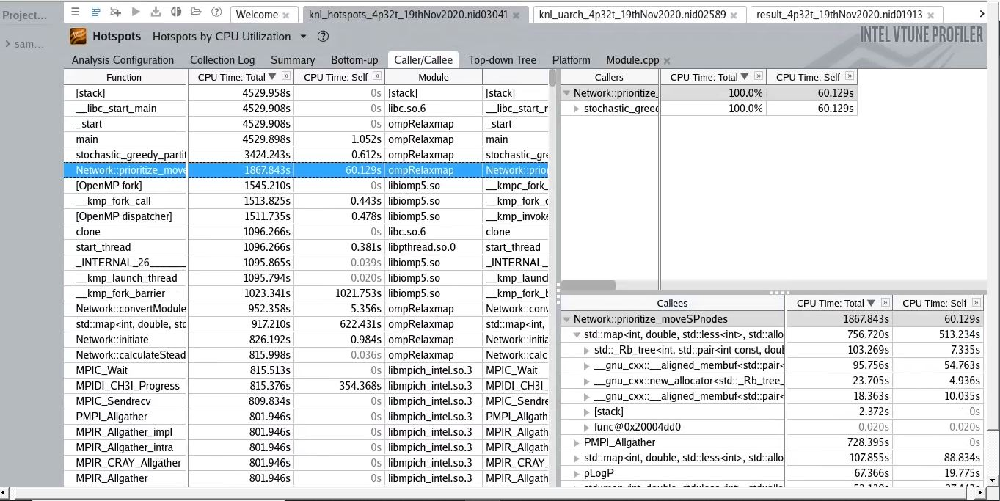 Project...
Welcome
knl_hotspots_4p32t_19thNov2020.nid03041
knl_uarch_4p32t_19thNov2020.nid02589
result_4p32t_19thNov2020.nid01913
sam...
Hotspots Hotspots by CPU Utilization
INTEL VTUNE PROFILER
Analysis Configuration Collection Log Summary Bottom-up Caller/Callee Top-down Tree Platform Module.cpp
Function CPU Time: Total CPU Time: Self Module
[stack] 4529.958s 0s [stack] [stack]
__libc_start_main 4529.908s 0s libc.so.6 __libc_start_m
_start 4529.908s 0s ompRelaxmap _start
main 4529.898s 1.052s ompRelaxmap main
stochastic_greedy_partit 3424.243s 0.612s ompRelaxmap stochastic_gre
Network::prioritize_move 1867.843s 60.129s ompRelaxmap Network::prior
[OpenMP fork] 1545.210s 0s libiomp5.so __kmpc_fork_
__kmp_fork_call 1513.825s 0.443s libiomp5.so __kmp_fork_c
[OpenMP dispatcher] 1511.735s 0.478s libiomp5.so __kmp_invoke
clone 1096.266s 0s libc.so.6 clone
start_thread 1096.266s 0.381s libpthread.so.0 start_thread
_INTERNAL_26_______ 1095.865s 0.039s libiomp5.so _INTERNAL_
__kmp_launch_thread 1095.794s 0.020s libiomp5.so __kmp_launcl
__kmp_fork_barrier 1023.341s 1021.753s libiomp5.so __kmp_fork_b
Network::convertModule 952.358s 5.356s ompRelaxmap Network::conv
std::map<int, double, std 917.210s 622.431s ompRelaxmap std::map<int,
Network::initiate 826.192s 0.984s ompRelaxmap Network::initia
Network::calculateStead 815.998s 0.036s ompRelaxmap Network::calc
MPIC_Wait 815.513s 0s libmpich_intel.so.3 MPIC_Wait
MPIDI_CH3I_Progress 815.376s 354.368s libmpich_intel.so.3 MPIDI_CH3I_
MPIC_Sendrecv 809.834s 0s libmpich_intel.so.3 MPIC_Sendre
PMPI_Allgather 801.946s 0s libmpich_intel.so.3 PMPI_Allgath
MPIR_Allgather_impl 801.946s 0s libmpich_intel.so.3 MPIR_Allgath
MPIR_Allgather_intra 801.946s 0s libmpich_intel.so.3 MPIR_Allgath
MPIR_CRAY_Allgather 801.946s 0s libmpich_intel.so.3 MPIR_CRAY_
MPIR_Allgather 801.946s 0s libmpich_intel.so.3 MPIR_Allgath
Callers CPU Time: Total CPU Time: Self
Network::prioritize_ 100.0% 60.129s
stochastic_greed 100.0% 60.129s
Callees CPU Time: Total CPU Time: Self
Network::prioritize_moveSPnodes 1867.843s 60.129s
std::map<int, double, std::less<int>, std::allo 756.720s 513.234s
std::_Rb_tree<int, std::pair<int const, doub 103.269s 7.335s
__gnu_cxx::__aligned_membuf<std::pair< 95.756s 54.763s
__gnu_cxx::new_allocator<std::_Rb_tree_ 23.705s 4.936s
__gnu_cxx::__aligned_membuf<std::pair< 18.363s 10.035s
[stack] 2.372s 0s
func@0x20004dd0 0.020s 0.020s
PMPI_Allgather 728.395s 0s
std::map<int, double, std::less<int>, std::allo 107.855s 88.834s
pLogP 67.366s 19.775s